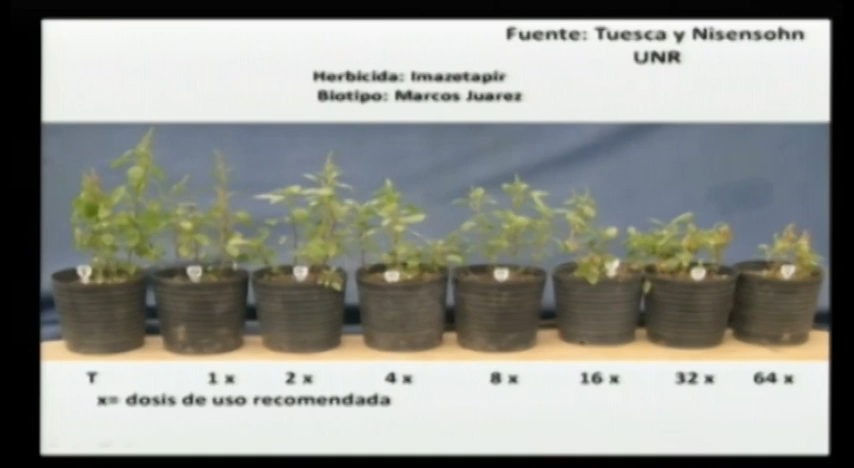 Fuente: Tuesca y Nisensohn
UNR
Herbicida: Imazetapir
Biotipo: Marcos Juarez
T 1 x 2 x 4 x 8 x 16 x 32 x 64 x
x= dosis de uso recomendada